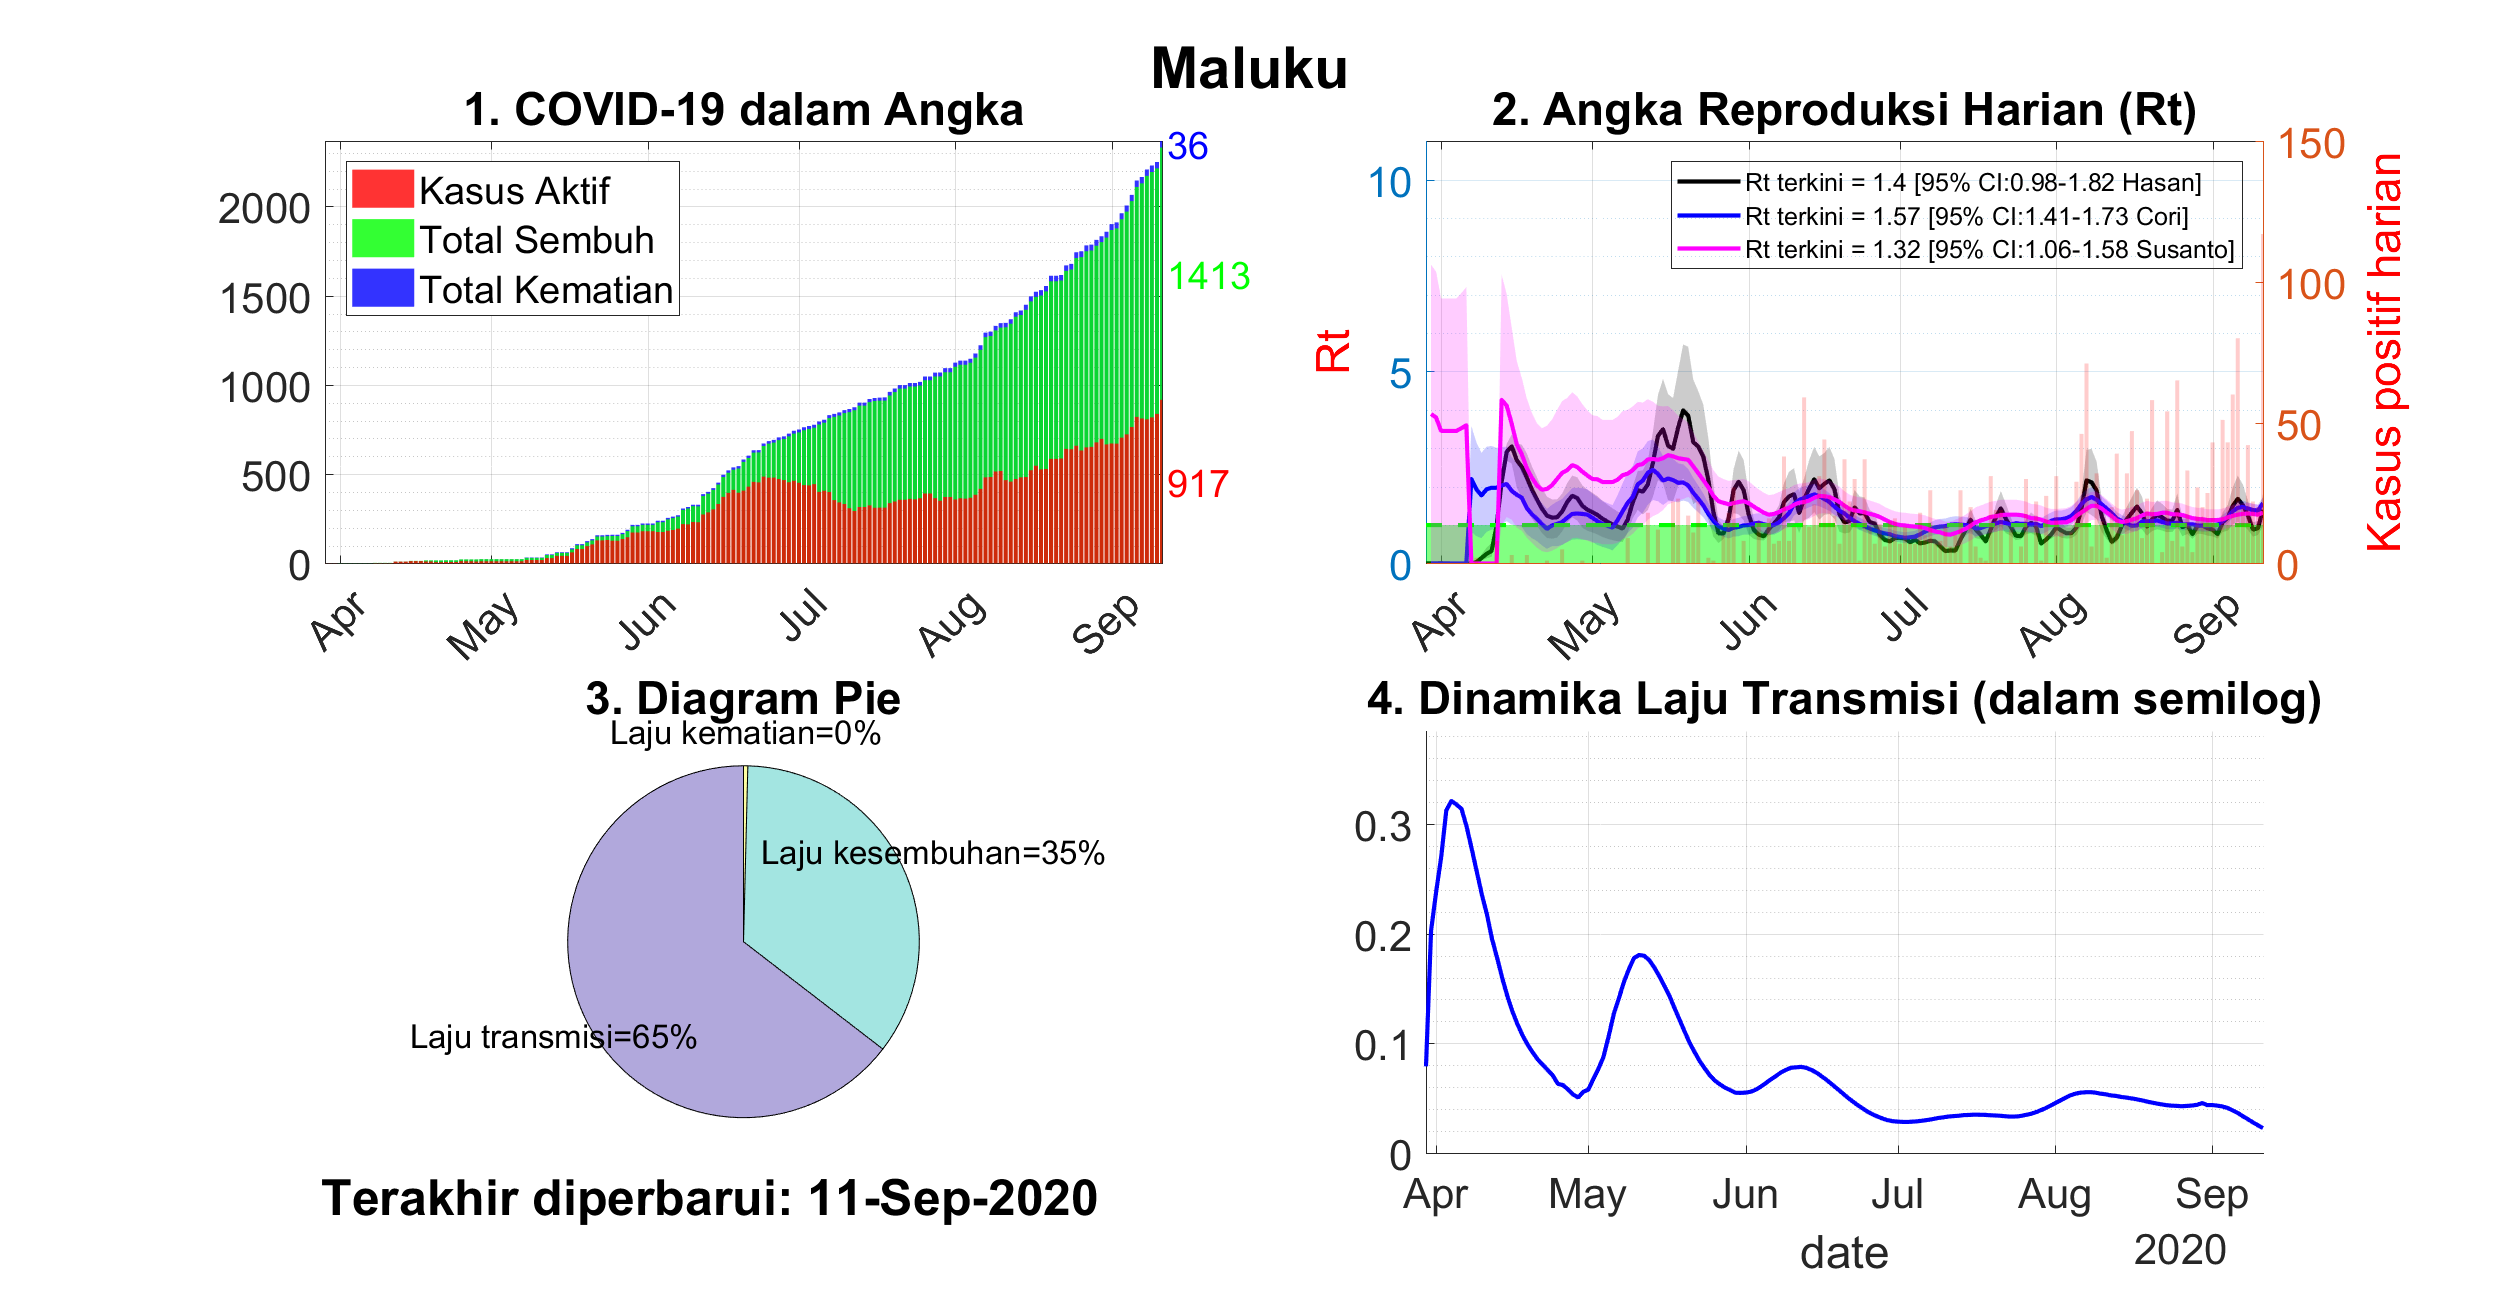 Maluku
1. COVID-19 dalam Angka
36
1413
917
2000
1500
1000
500
0
Kasus Aktif
Total Sembuh
Total Kematian
Apr
May
Jun
Jul
Aug
Sep
2. Angka Reproduksi Harian (Rt)
Rt
10
5
0
Rt terkini = 1.4 [95% CI:0.98-1.82 Hasan]
Rt terkini = 1.57 [95% CI:1.41-1.73 Cori]
Rt terkini = 1.32 [95% CI:1.06-1.58 Susanto]
150
100
50
0
Kasus positif harian
Apr
May
Jun
Jul
Aug
Sep
3. Diagram Pie
Laju kematian=0%
Laju kesembuhan=35%
Laju transmisi=65%
Terakhir diperbarui: 11-Sep-2020
4. Dinamika Laju Transmisi (dalam semilog)
0.3
0.2
0.1
0
Apr
May
Jun
Jul
Aug
Sep
date
2020